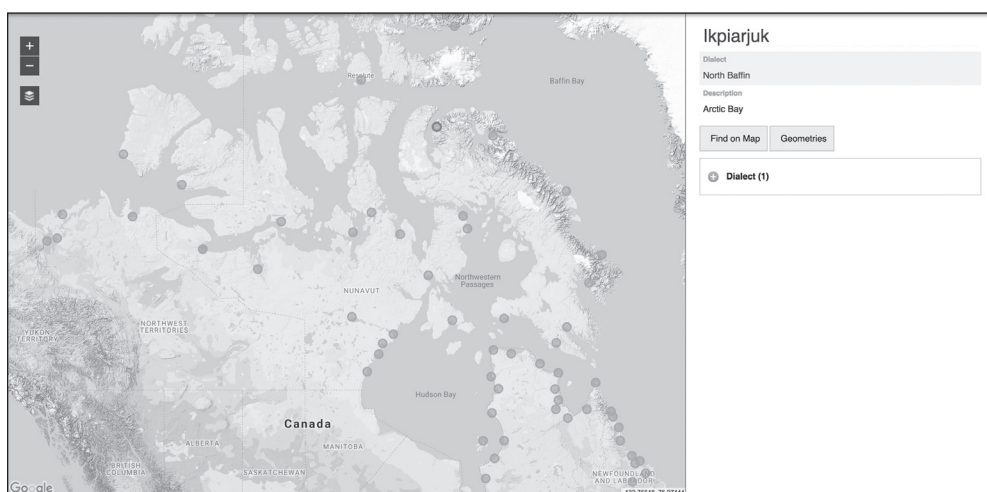 +
−
Resolute
Baffin Bay
Northwestern
Passages
NUNAVUT
NORTHWEST
TERRITORIES
YUKON
TERRITORY
Hudson Bay
Canada
ALBERTA
MANITOBA
BRITISH
COLUMBIA
SASKATCHEWAN
NEWFOUNDLAND
AND LABRADOR
Google
Ikpiarjuk
Dialect
North Baffin
Description
Arctic Bay
Find on Map
Geometries
Dialect (1)